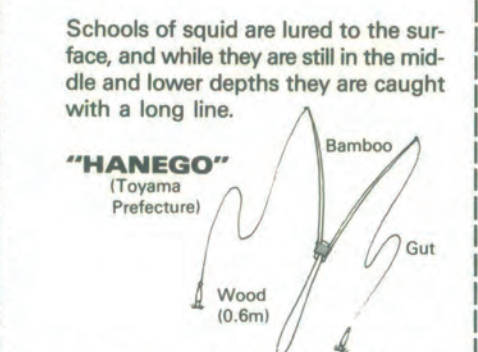 Schools of squid are lured to the sur-
face, and while they are still in the mid-
dle and lower depths they are caught
with a long line.
"HANEGO"
(Toyama
Prefecture)
Bamboo
Gut
Wood
(0.6m)